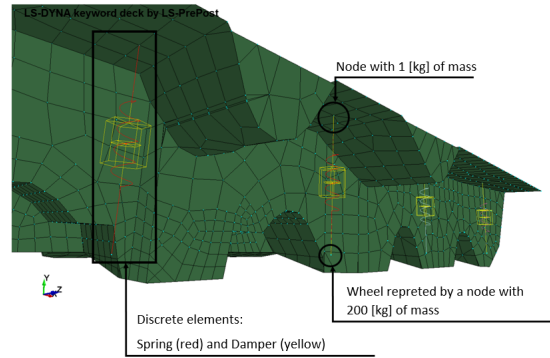 LS-DYNA keyword deck by LS-PrePost
Node with 1 [kg] of mass
Wheel repreted by a node with
200 [kg] of mass
Discrete elements:
Spring (red) and Damper (yellow)
Y
Z